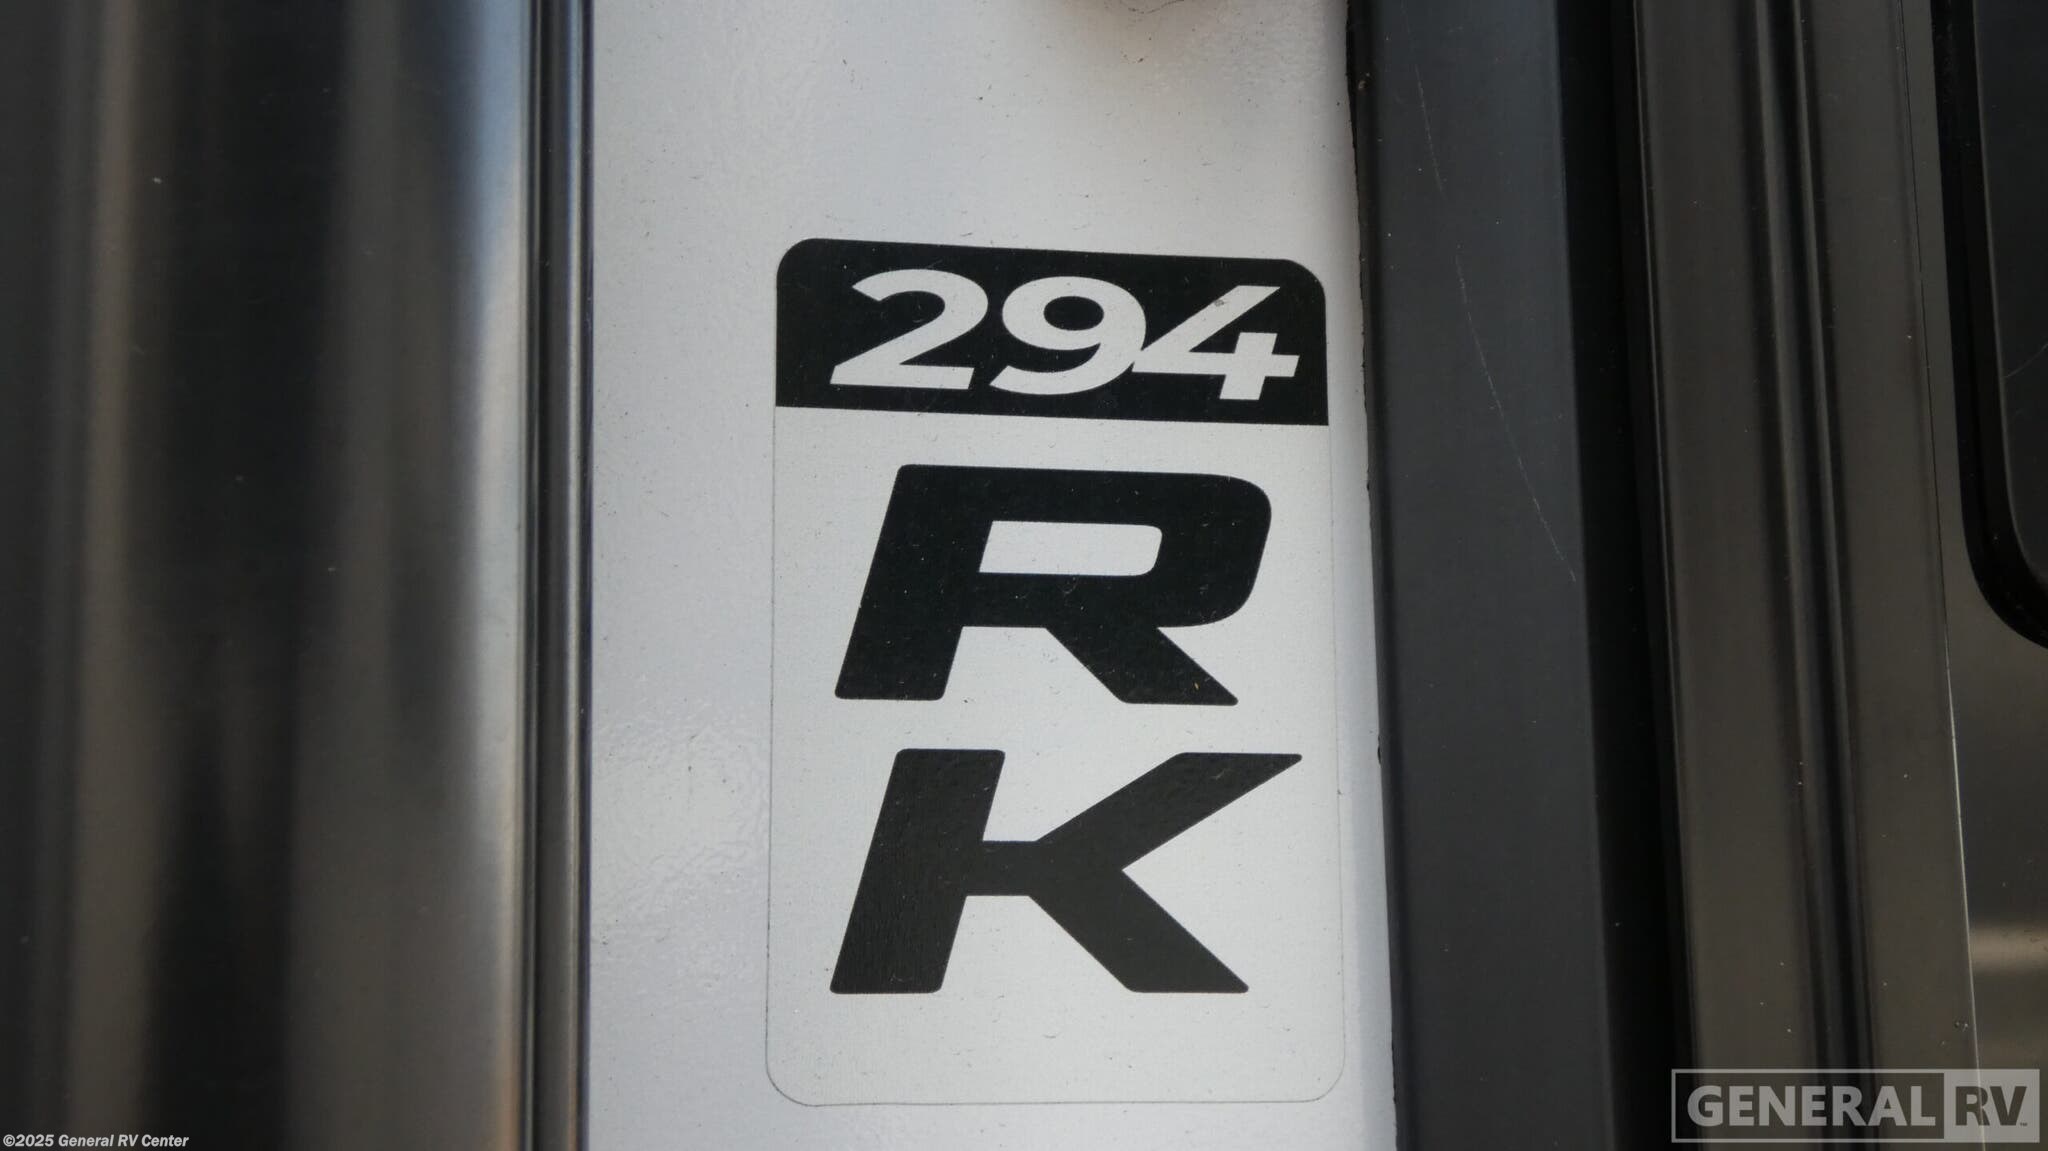 294
R
K
GENERAL RV
©2025 General RV Center